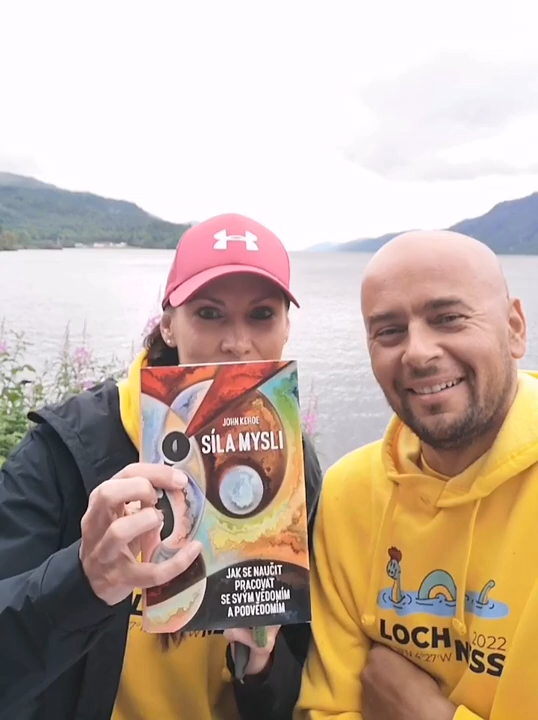 JOHN KEHOE
SÍLA MYSLI
JAK SE NAUČIT
PRACOVAT
SE SVÝM VĚDOMÍM
A PODVĚDOMÍM
LOCH 2022
NESS